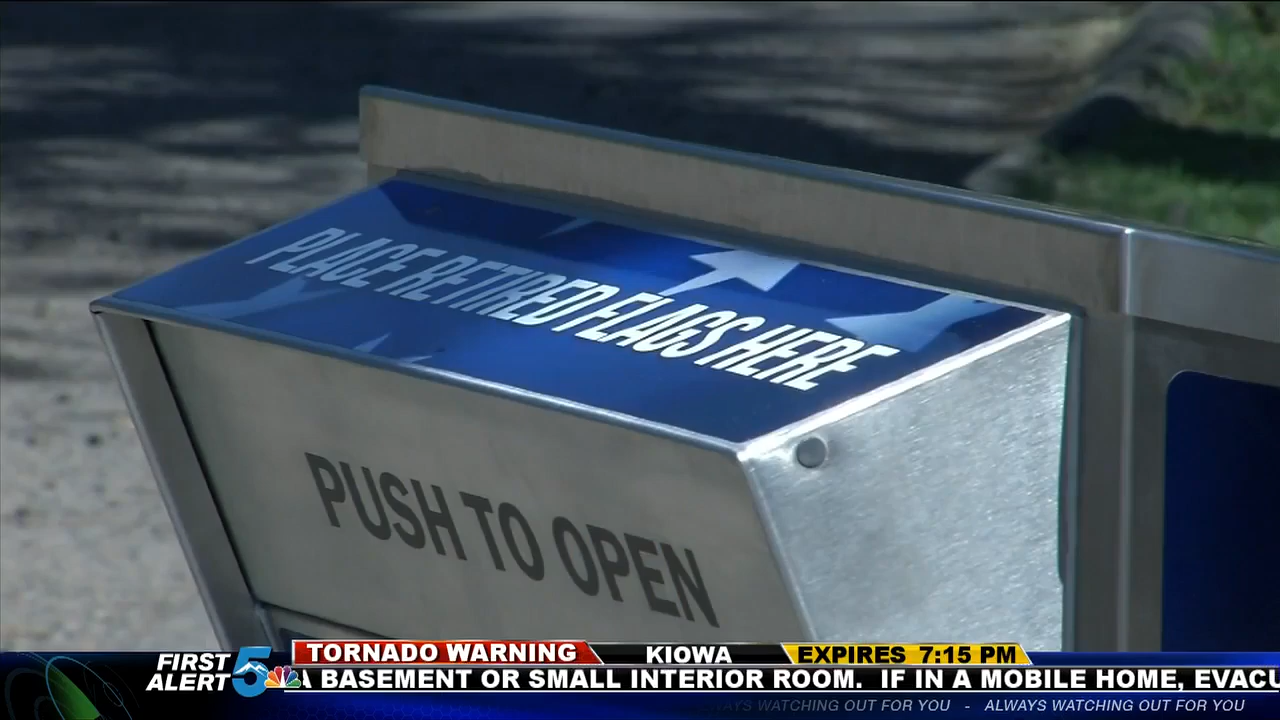 PLACE RETIRED FLAGS HERE
PUSH TO OPEN
FIRST ALERT 5
TORNADO WARNING KIOWA EXPIRES 7:15 PM
A BASEMENT OR SMALL INTERIOR ROOM. IF IN A MOBILE HOME, EVACU
WAYS WATCHING OUT FOR YOU - ALWAYS WATCHING OUT FOR YOU